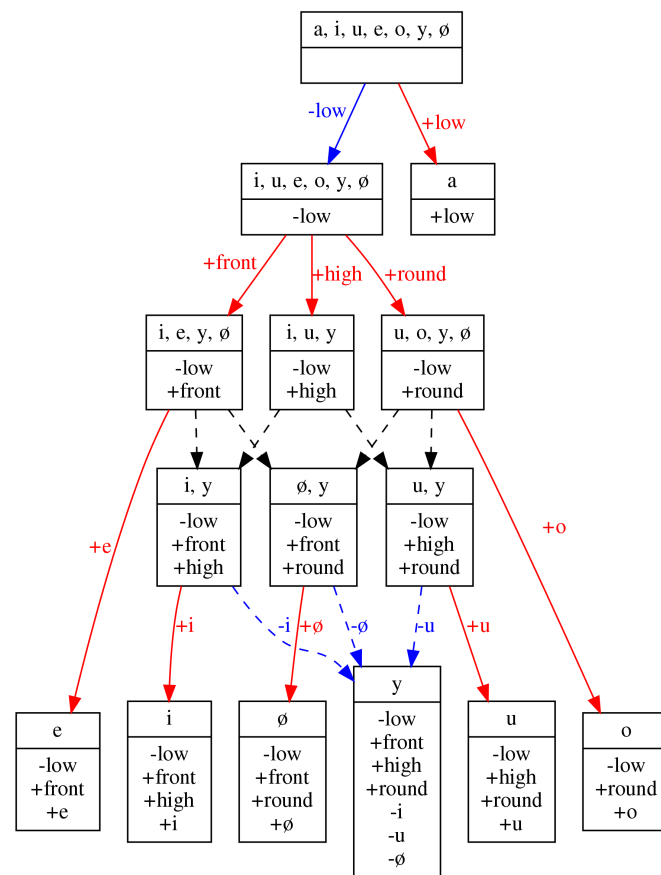 a, i, u, e, o, y, ø
-low
+low
i, u, e, o, y, ø
-low
a
+low
+front
+high
+round
i, e, y, ø
-low
+front
i, u, y
-low
+high
u, o, y, ø
-low
+round
+e
+o
i, y
-low
+front
+high
ø, y
-low
+front
+round
u, y
-low
+high
+round
+i
-i
+ø
-ø
-u
+u
e
-low
+front
+e
i
-low
+front
+high
+i
ø
-low
+front
+round
+ø
y
-low
+front
+high
+round
-i
-u
-ø
u
-low
+high
+round
+u
o
-low
+round
+o